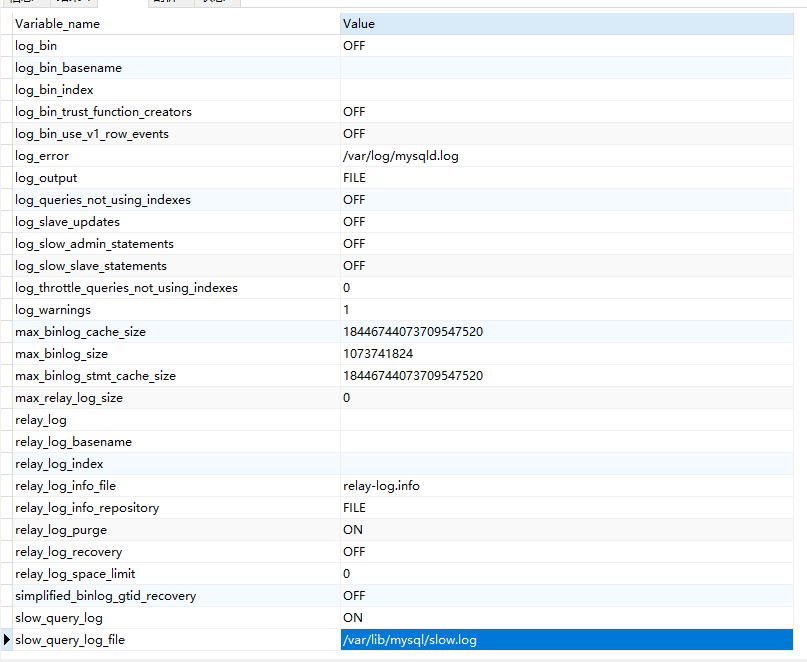 Variable_name Value
log_bin OFF
log_bin_basename
log_bin_index
log_bin_trust_function_creators OFF
log_bin_use_v1_row_events OFF
log_error /var/log/mysqld.log
log_output FILE
log_queries_not_using_indexes OFF
log_slave_updates OFF
log_slow_admin_statements OFF
log_slow_slave_statements OFF
log_throttle_queries_not_using_indexes 0
log_warnings 1
max_binlog_cache_size 18446744073709547520
max_binlog_size 1073741824
max_binlog_stmt_cache_size 18446744073709547520
max_relay_log_size 0
relay_log
relay_log_basename
relay_log_index
relay_log_info_file relay-log.info
relay_log_info_repository FILE
relay_log_purge ON
relay_log_recovery OFF
relay_log_space_limit 0
simplified_binlog_gtid_recovery OFF
slow_query_log ON
slow_query_log_file /var/lib/mysql/slow.log